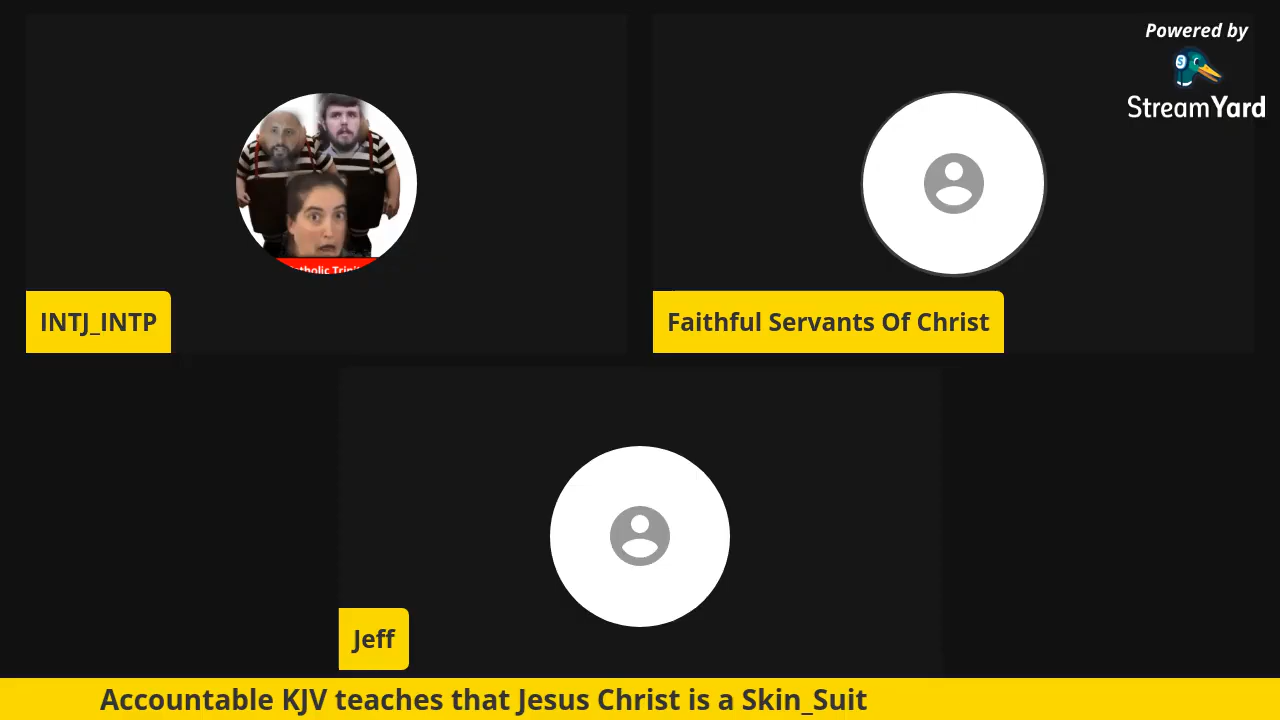 Powered by
StreamYard
INTJ_INTP
Faithful Servants Of Christ
Jeff
Accountable KJV teaches that Jesus Christ is a Skin_Suit